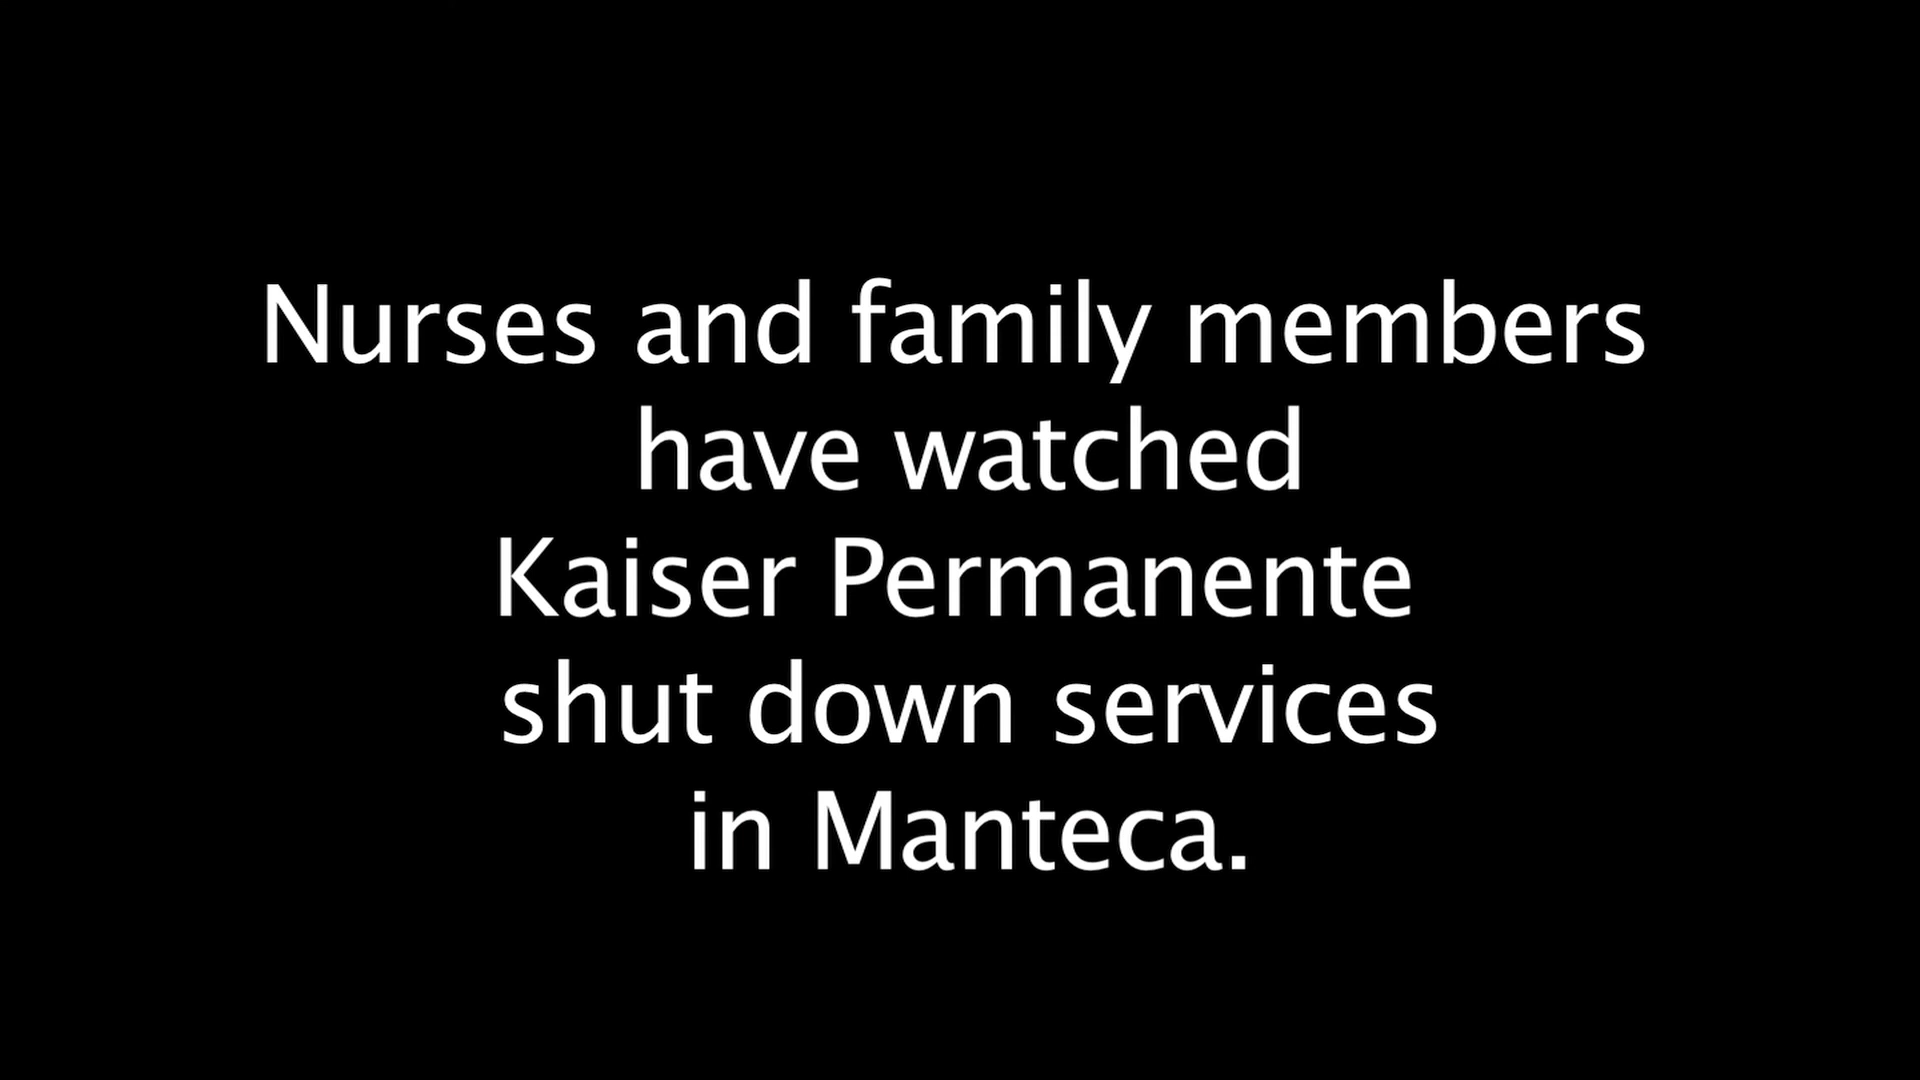 Nurses and family members
have watched
Kaiser Permanente
shut down services
in Manteca.